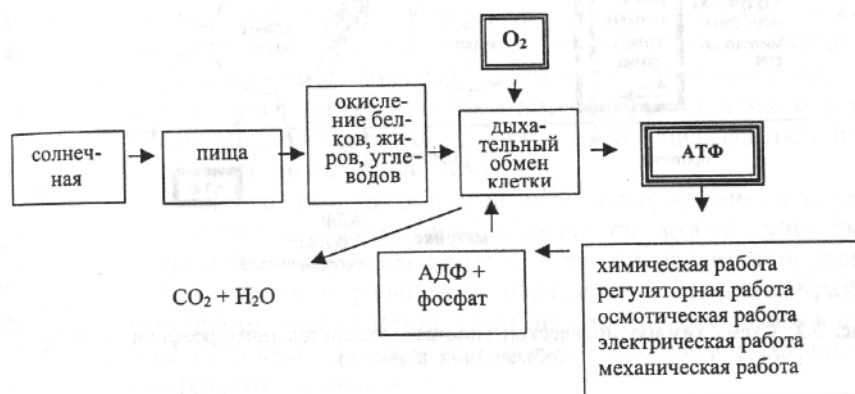 O₂
солнеч-
ная
пища
окисле-
ние бел-
ков, жи-
ров, угле-
водов
дыха-
тельный
обмен
клетки
АТФ
CO₂ + H₂O
АДФ +
фосфат
химическая работа
регуляторная работа
осмотическая работа
электрическая работа
механическая работа